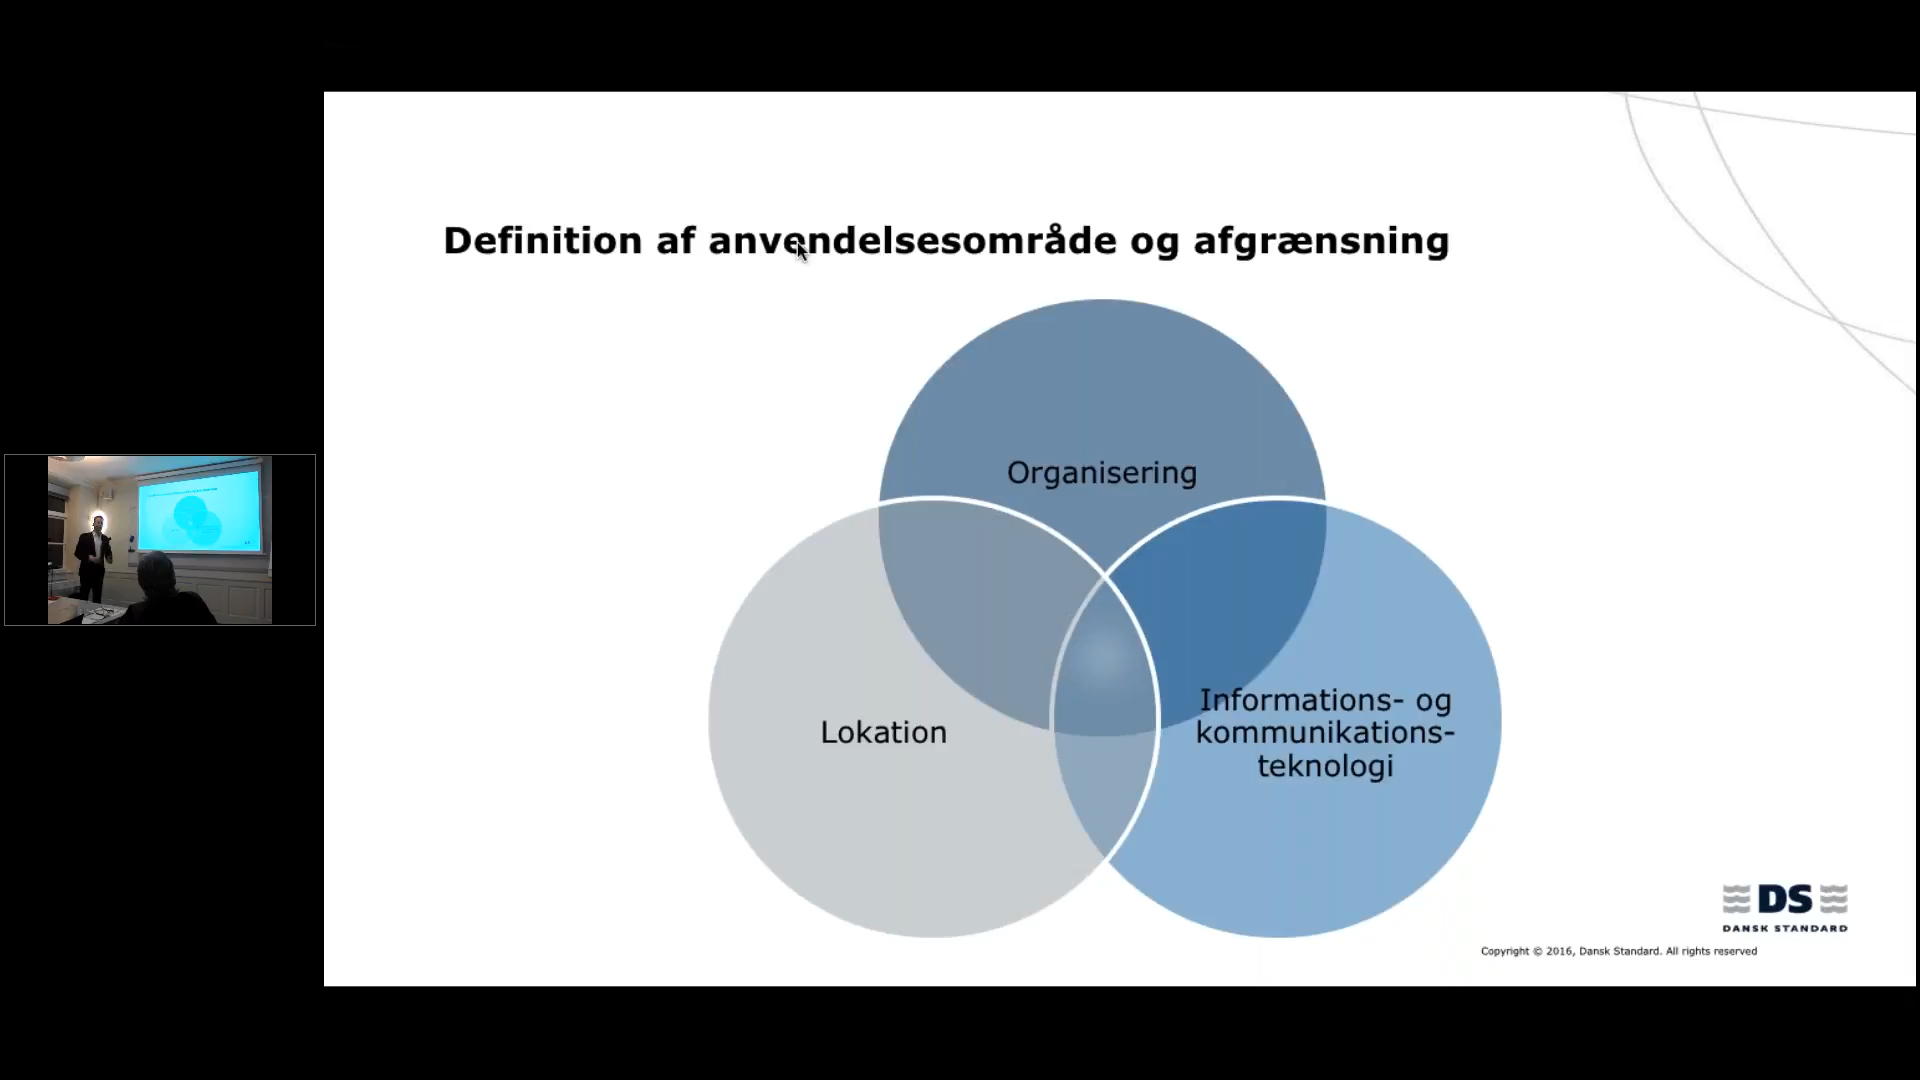 Definition af anvendelsesområde og afgrænsning
Organisering
Lokation
Informations- og
kommunikations-
teknologi
DS
DANSK STANDARD
Copyright © 2016, Dansk Standard. All rights reserved